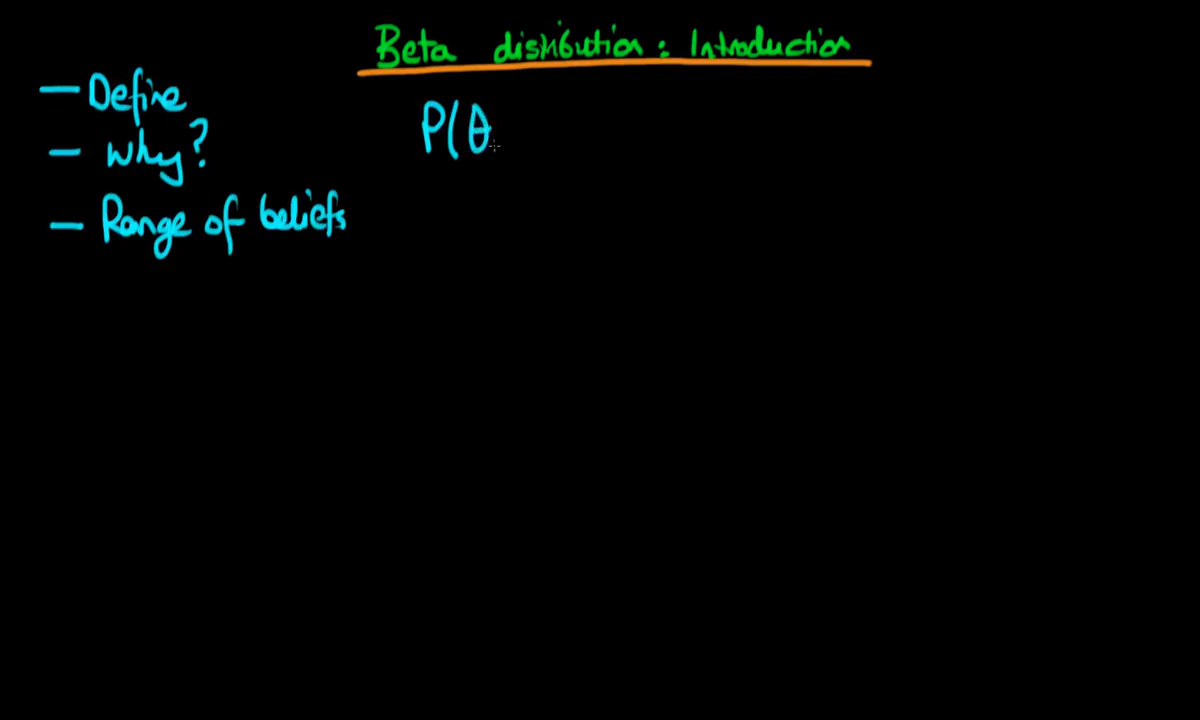 Beta distribution: Introduction
— Define
— Why?
— Range of beliefs
P(θ